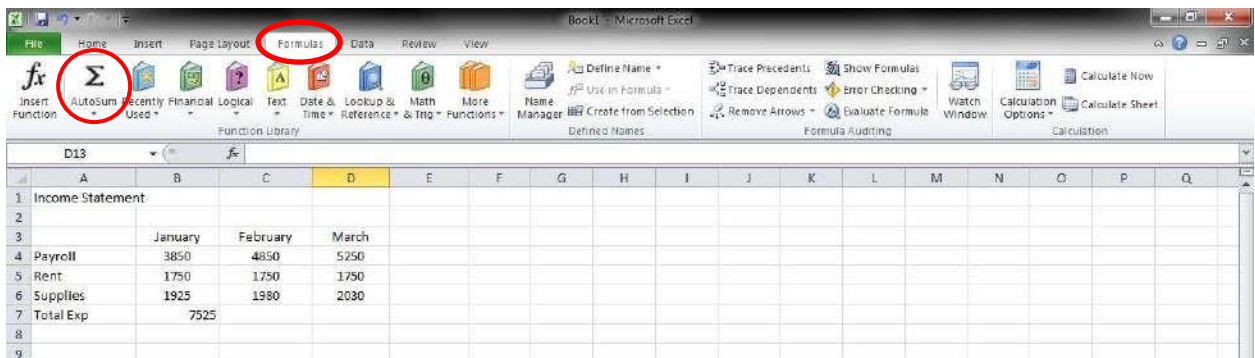 Book1 - Microsoft Excel
File Home Insert Page Layout Formulas Data Review View
fx Σ ? A θ
Insert Function AutoSum Recently Used Financial Logical Text Date & Time Lookup & Reference Math & Trig More Functions
Function Library
Name Manager
Define Name
Use in Formula
Create from Selection
Defined Names
Trace Precedents Show Formulas
Trace Dependents Error Checking
Remove Arrows Evaluate Formula
Watch Window
Formula Auditing
Calculation Options
Calculate Now
Calculate Sheet
Calculation
D13 fx
A B C D E F G H I J K L M N O P Q
1 Income Statement
2
3 January February March
4 Payroll 3850 4850 5250
5 Rent 1750 1750 1750
6 Supplies 1925 1980 2030
7 Total Exp 7525
8
9